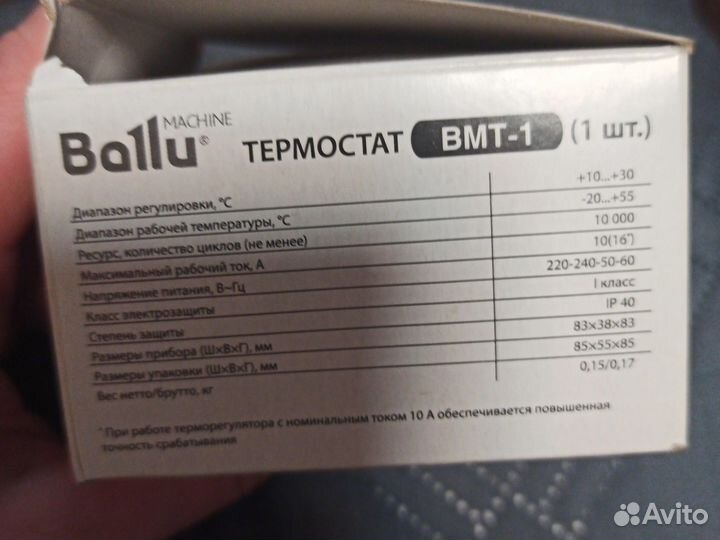 MACHINE
Ballu®
ТЕРМОСТАТ BMT-1 (1 шт.)
Диапазон регулировки, °C +10...+30
Диапазон рабочей температуры, °C -20...+55
Ресурс, количество циклов (не менее) 10 000
Максимальный рабочий ток, А 10(16*)
Напряжение питания, В~Гц 220-240-50-60
Класс электрозащиты I класс
Степень защиты IP 40
Размеры прибора (Ш×В×Г), мм 83×38×83
Размеры упаковки (Ш×В×Г), мм 85×55×85
Вес нетто/брутто, кг 0,15/0,17
*При работе терморегулятора с номинальным током 10 А обеспечивается повышенная
точность срабатывания
Avito